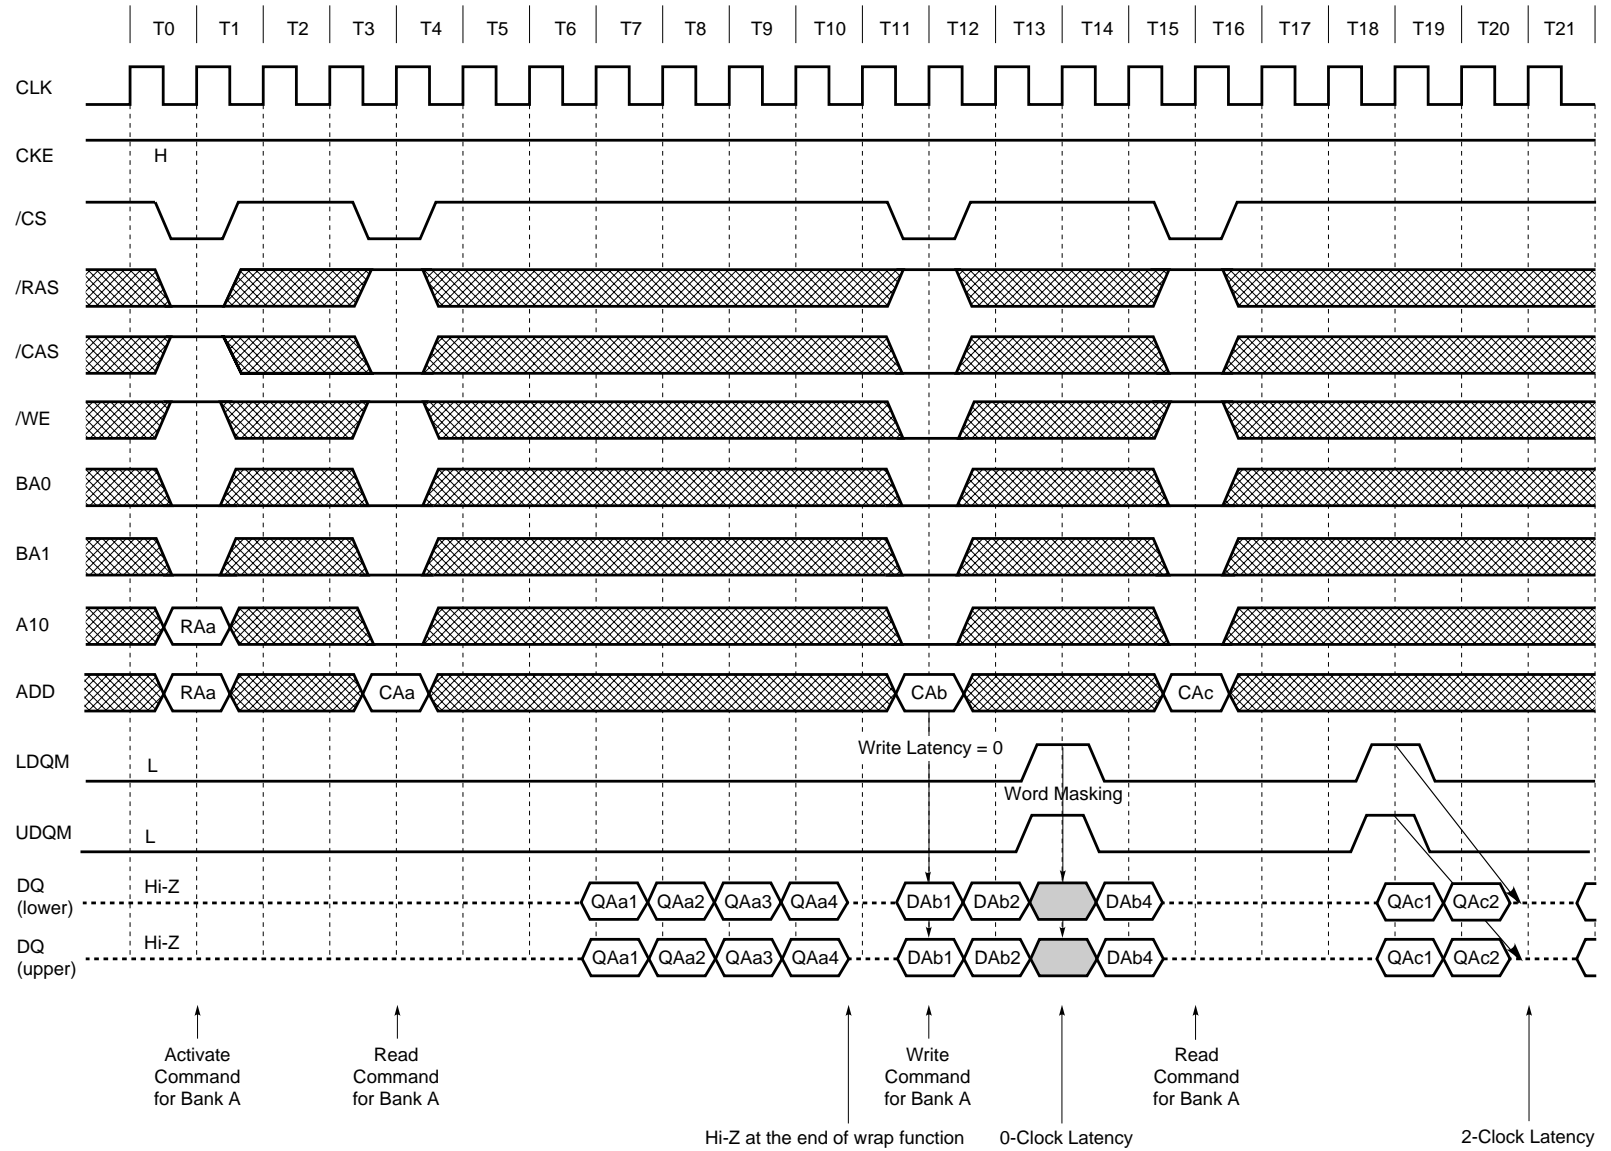 T0 T1 T2 T3 T4 T5 T6 T7 T8 T9 T10 T11 T12 T13 T14 T15 T16 T17 T18 T19 T20 T21
CLK
CKE H
/CS
/RAS
/CAS
/WE
BA0
BA1
A10 RAa
ADD RAa CAa CAb CAc
Write Latency = 0
LDQM L
Word Masking
UDQM L
DQ
(lower)
Hi-Z QAa1 QAa2 QAa3 QAa4 DAb1 DAb2 DAb4 QAc1 QAc2
DQ
(upper)
Hi-Z QAa1 QAa2 QAa3 QAa4 DAb1 DAb2 DAb4 QAc1 QAc2
Activate
Command
for Bank A
Read
Command
for Bank A
Write
Command
for Bank A
Read
Command
for Bank A
Hi-Z at the end of wrap function
0-Clock Latency
2-Clock Latency